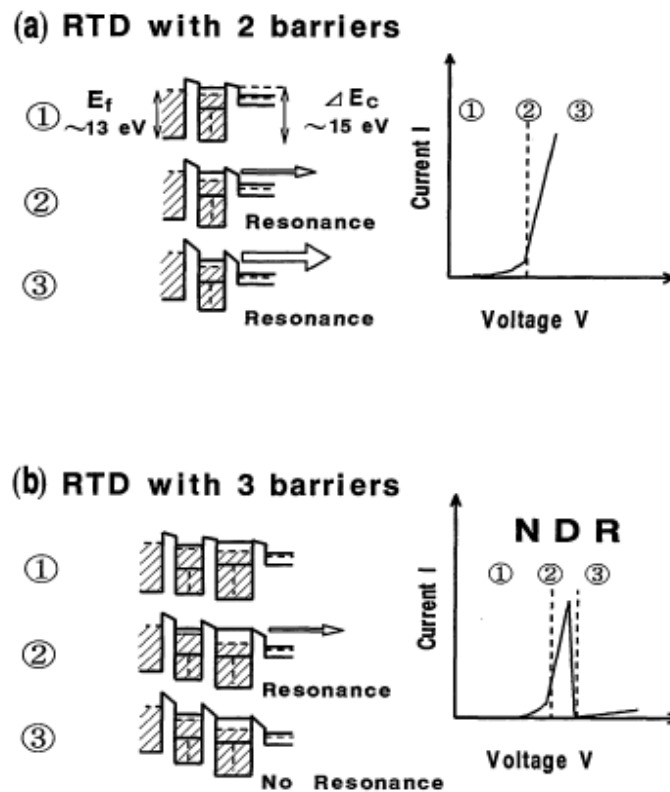 (a) RTD with 2 barriers
① Ef ~13 eV ⊿Ec ~15 eV
② Resonance
③ Resonance
Current I
① ② ③
Voltage V
(b) RTD with 3 barriers
①
② Resonance
③ No Resonance
NDR
Current I
① ② ③
Voltage V